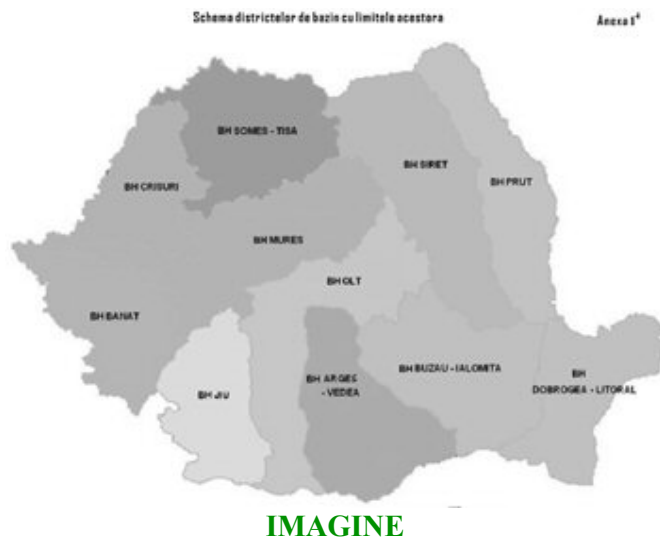 Schema districtelor de bazin cu limitele acestora
Anexa 1⁴
BH SOMES - TISA
BH SIRET
BH PRUT
BH CRISURI
BH MURES
BH OLT
BH BANAT
BH JIU
BH ARGES
- VEDEA
BH BUZAU - IALOMITA
BH
DOBROGEA - LITORAL
IMAGINE